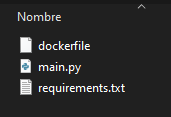 Nombre
dockerfile
main.py
requirements.txt